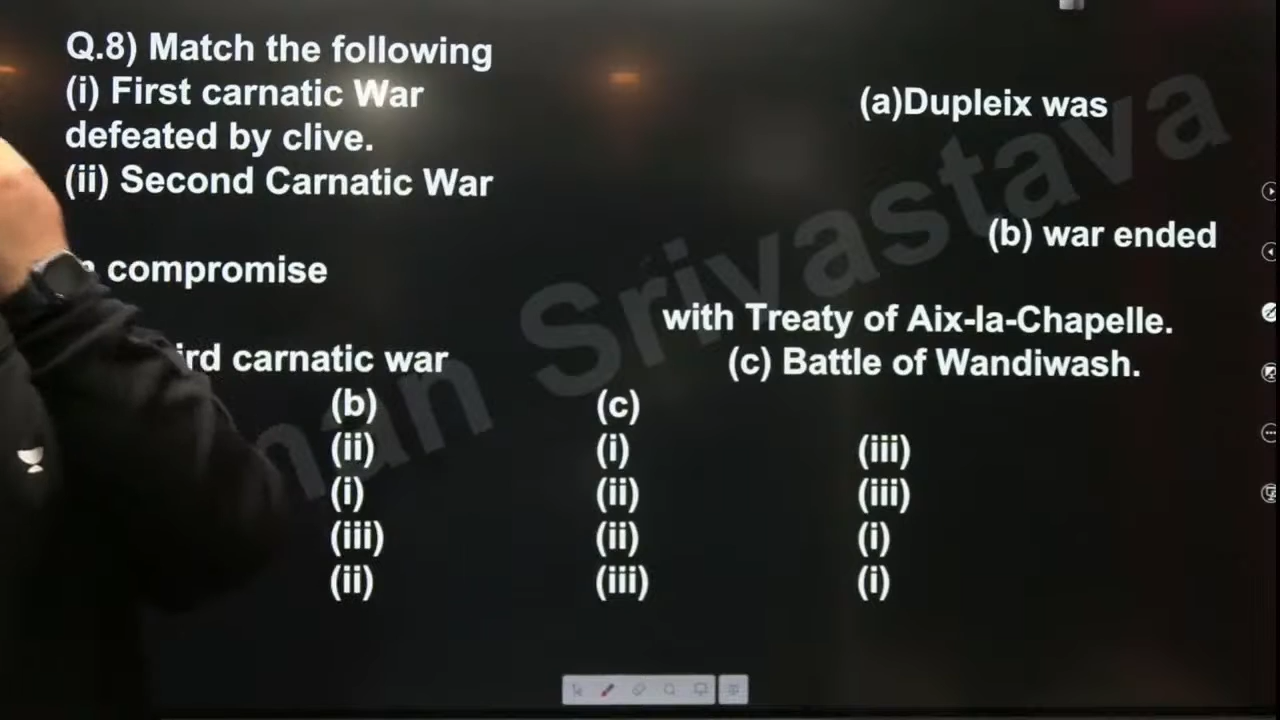 Q.8) Match the following
(i) First carnatic War (a)Dupleix was
defeated by clive.
(ii) Second Carnatic War
(b) war ended
compromise
with Treaty of Aix-la-Chapelle.
carnatic war (c) Battle of Wandiwash.
(b) (c)
(ii) (i) (iii)
(i) (ii) (iii)
(iii) (ii) (i)
(ii) (iii) (i)
Srivastava